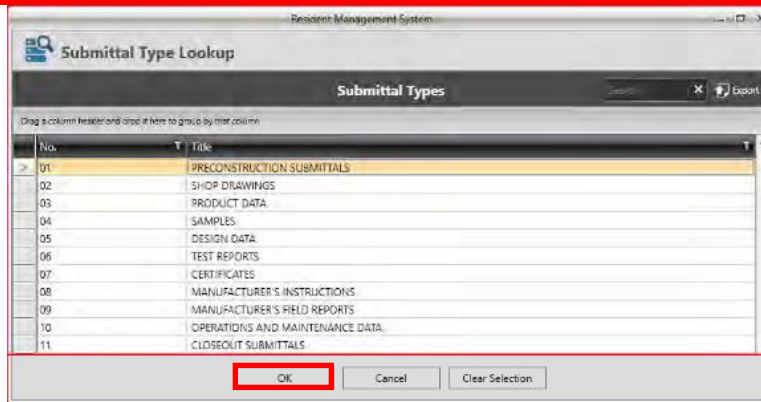 Resident Management System
Submittal Type Lookup
Submittal Types
Search
Export
Drag a column header and drop it here to group by that column
No. Title
01 PRECONSTRUCTION SUBMITTALS
02 SHOP DRAWINGS
03 PRODUCT DATA
04 SAMPLES
05 DESIGN DATA
06 TEST REPORTS
07 CERTIFICATES
08 MANUFACTURER'S INSTRUCTIONS
09 MANUFACTURER'S FIELD REPORTS
10 OPERATIONS AND MAINTENANCE DATA
11 CLOSEOUT SUBMITTALS
OK Cancel Clear Selection